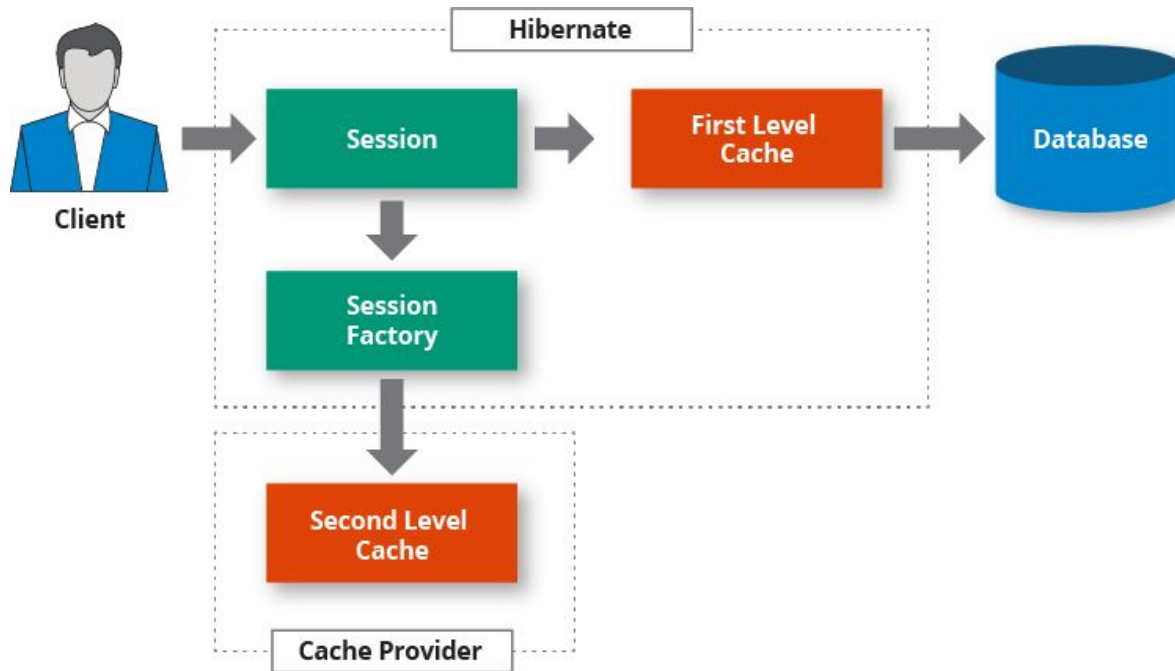 Hibernate
Client
Session
First Level
Cache
Database
Session
Factory
Second Level
Cache
Cache Provider